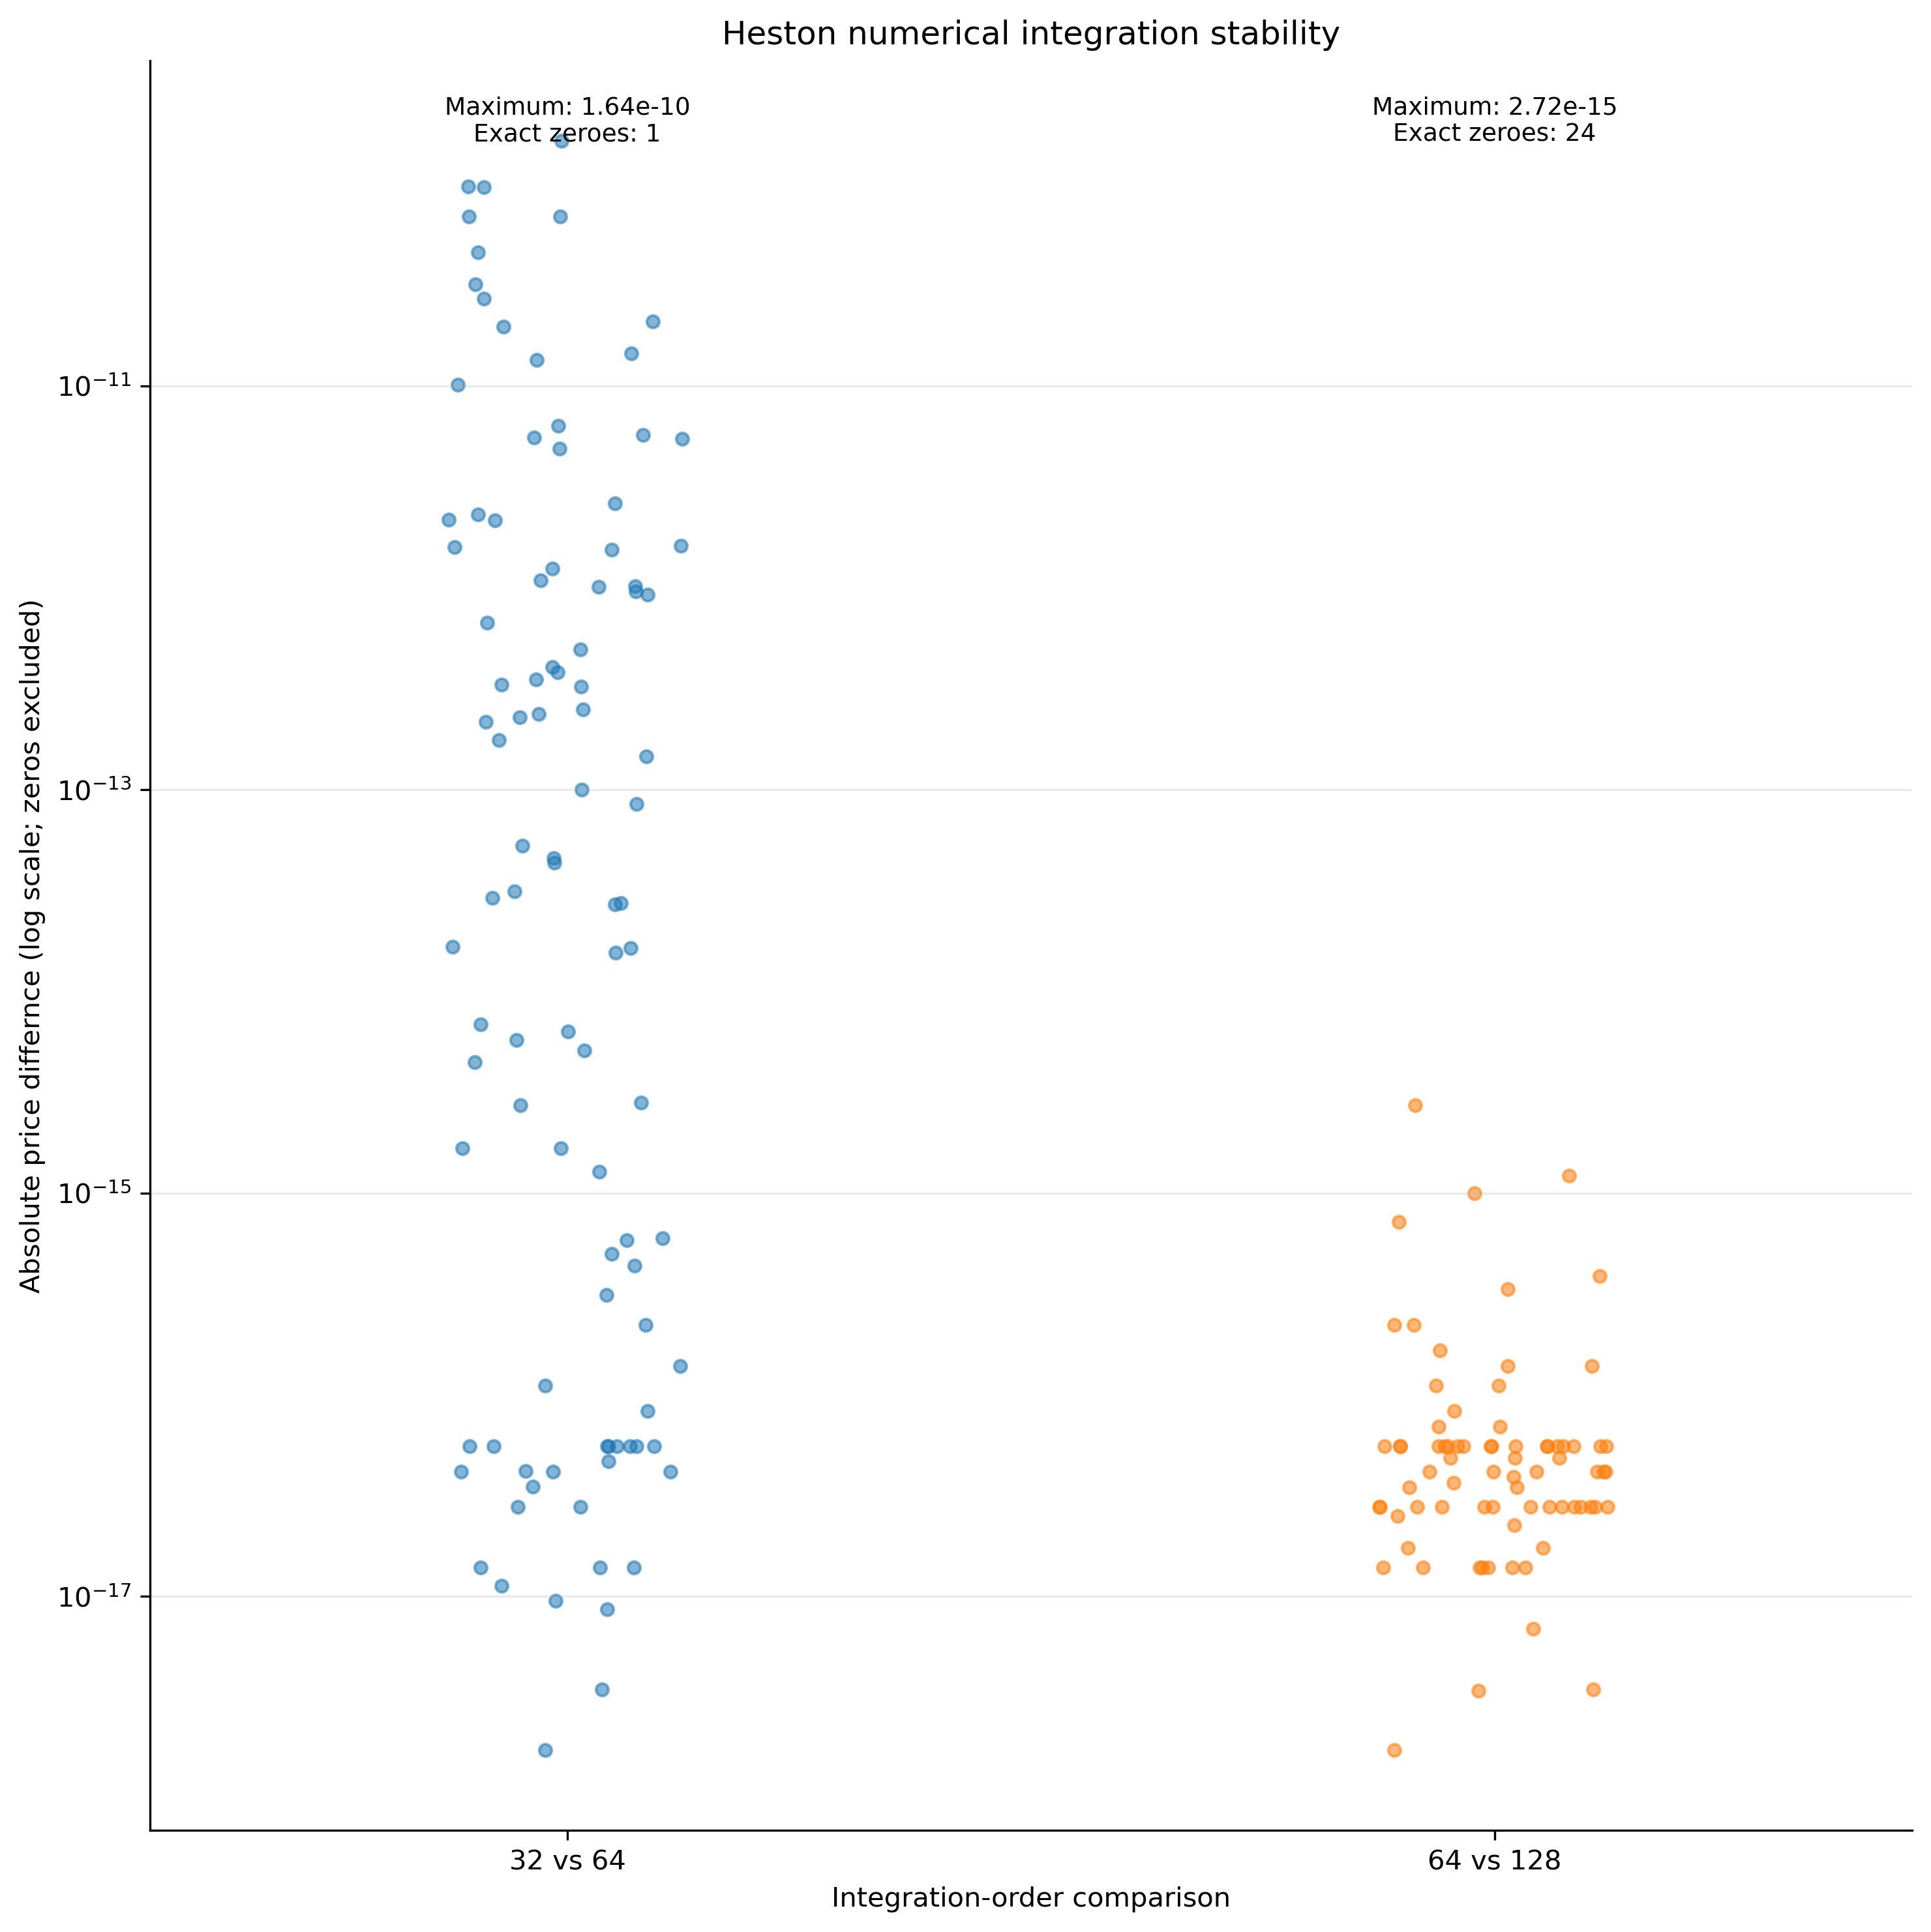 Heston numerical integration stability
Maximum: 1.64e-10
Exact zeroes: 1
Maximum: 2.72e-15
Exact zeroes: 24
Absolute price differnce (log scale; zeros excluded)
10⁻¹¹
10⁻¹³
10⁻¹⁵
10⁻¹⁷
32 vs 64
64 vs 128
Integration-order comparison